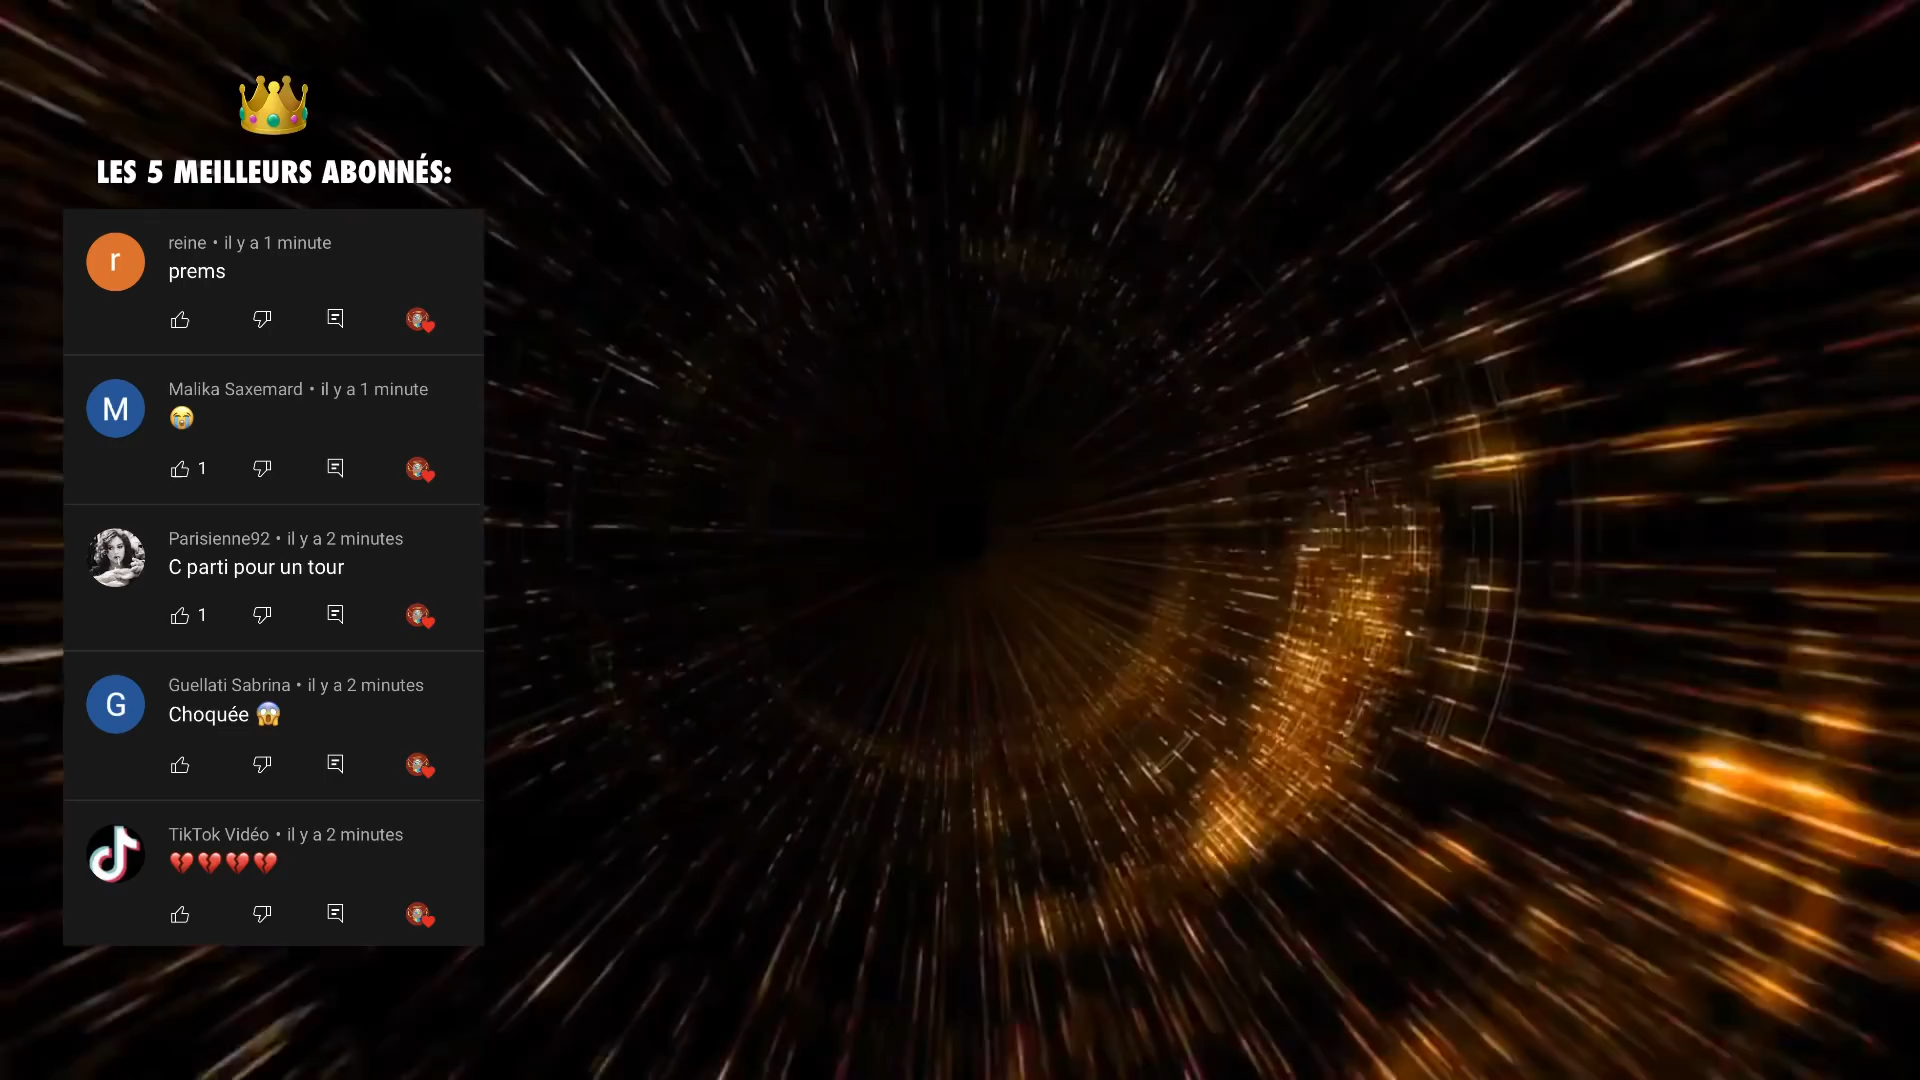 LES 5 MEILLEURS ABONNÉS:
r
reine • il y a 1 minute
prems
M
Malika Saxemard • il y a 1 minute
😭
1
Parisienne92 • il y a 2 minutes
C parti pour un tour
1
G
Guellati Sabrina • il y a 2 minutes
Choquée 😱
TikTok Vidéo • il y a 2 minutes
💔💔💔💔